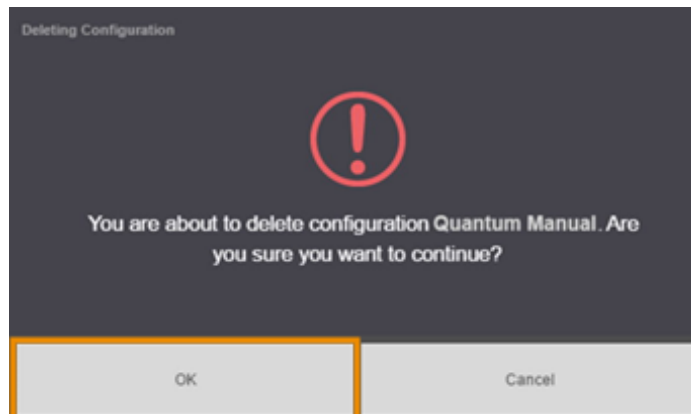 Deleting Configuration
You are about to delete configuration Quantum Manual. Are
you sure you want to continue?
OK
Cancel